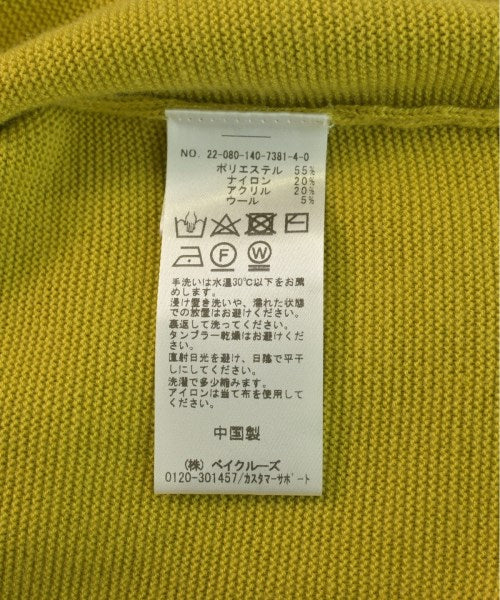 NO. 22-080-140-7381-4-0
ポリエステル 55%
ナイロン 20%
アクリル 20%
ウール 5%
F W
手洗いは水温30℃以下をお薦
めします。
浸け置き洗いや、濡れた状態
での放置はお避けください。
裏返して洗ってください。
タンブラー乾燥はお避けくだ
さい。
直射日光を避け、日陰で平干
しにしてください。
洗濯で多少縮みます。
アイロンは当て布を使用して
ください。
中国製
(株) ベイクルーズ
0120-301457/カスタマーサポート